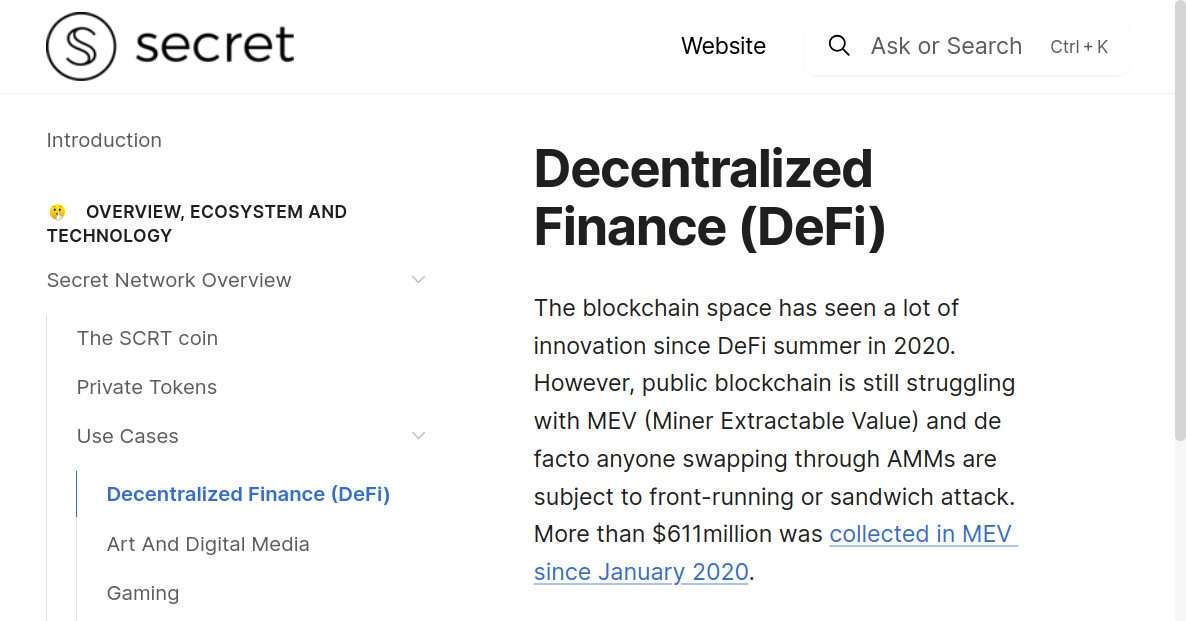 secret
Website
Ask or Search
Ctrl + K
Introduction
OVERVIEW, ECOSYSTEM AND
TECHNOLOGY
Secret Network Overview
The SCRT coin
Private Tokens
Use Cases
Decentralized Finance (DeFi)
Art And Digital Media
Gaming
Decentralized
Finance (DeFi)
The blockchain space has seen a lot of
innovation since DeFi summer in 2020.
However, public blockchain is still struggling
with MEV (Miner Extractable Value) and de
facto anyone swapping through AMMs are
subject to front-running or sandwich attack.
More than $611million was collected in MEV
since January 2020.